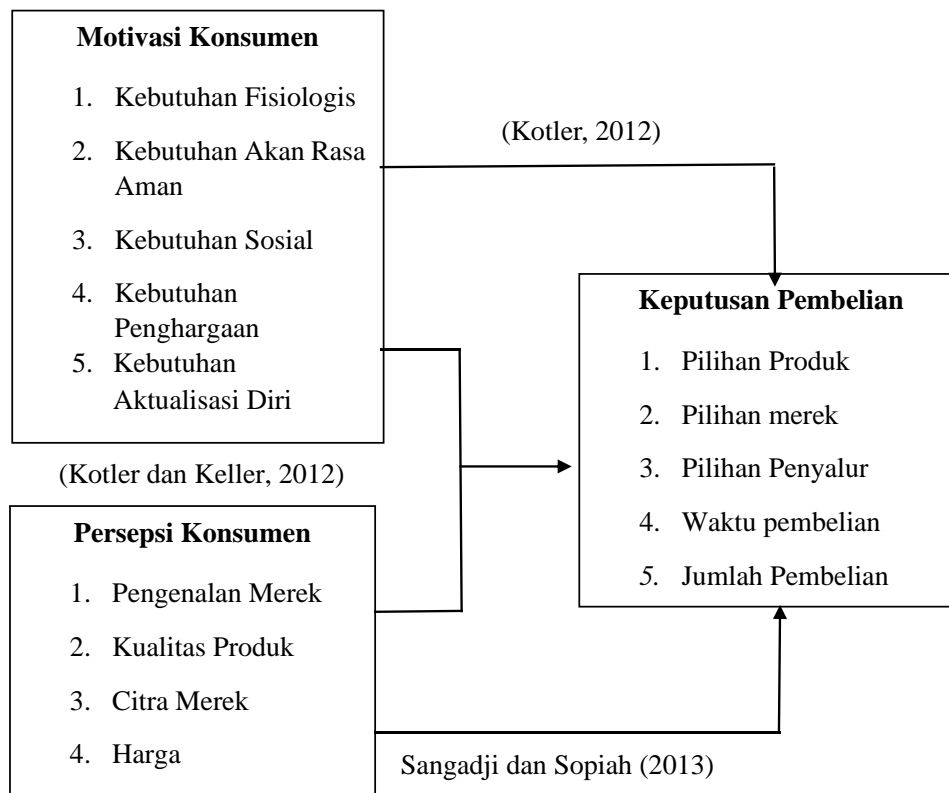 Motivasi Konsumen
1. Kebutuhan Fisiologis
2. Kebutuhan Akan Rasa
Aman
3. Kebutuhan Sosial
4. Kebutuhan
Penghargaan
5. Kebutuhan
Aktualisasi Diri
(Kotler, 2012)
(Kotler dan Keller, 2012)
Keputusan Pembelian
1. Pilihan Produk
2. Pilihan merek
3. Pilihan Penyalur
4. Waktu pembelian
5. Jumlah Pembelian
Persepsi Konsumen
1. Pengenalan Merek
2. Kualitas Produk
3. Citra Merek
4. Harga
Sangadji dan Sopiah (2013)